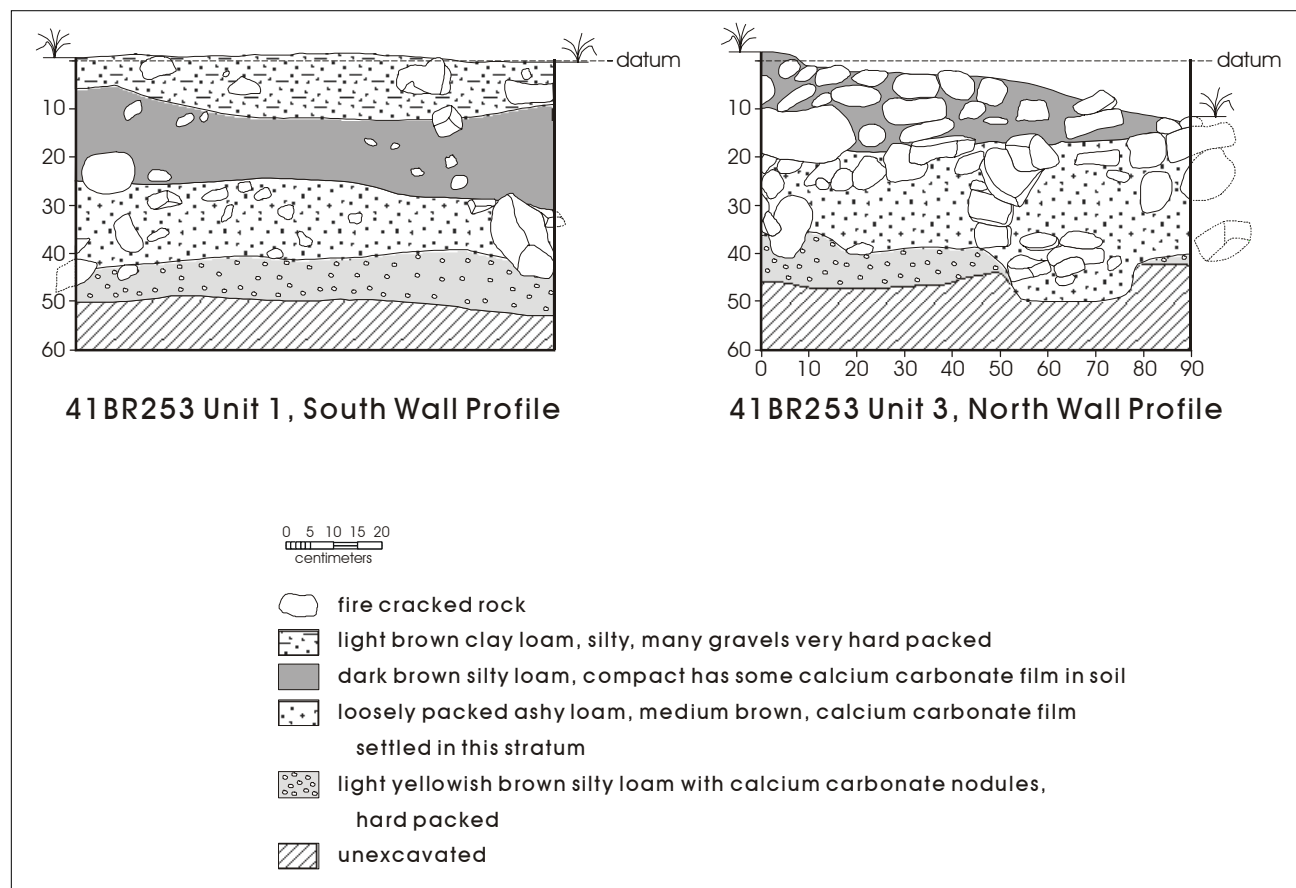 datum
10
20
30
40
50
60
41BR253 Unit 1, South Wall Profile
datum
10
20
30
40
50
60
0 10 20 30 40 50 60 70 80 90
41BR253 Unit 3, North Wall Profile
0 5 10 15 20
centimeters
fire cracked rock
light brown clay loam, silty, many gravels very hard packed
dark brown silty loam, compact has some calcium carbonate film in soil
loosely packed ashy loam, medium brown, calcium carbonate film
settled in this stratum
light yellowish brown silty loam with calcium carbonate nodules,
hard packed
unexcavated